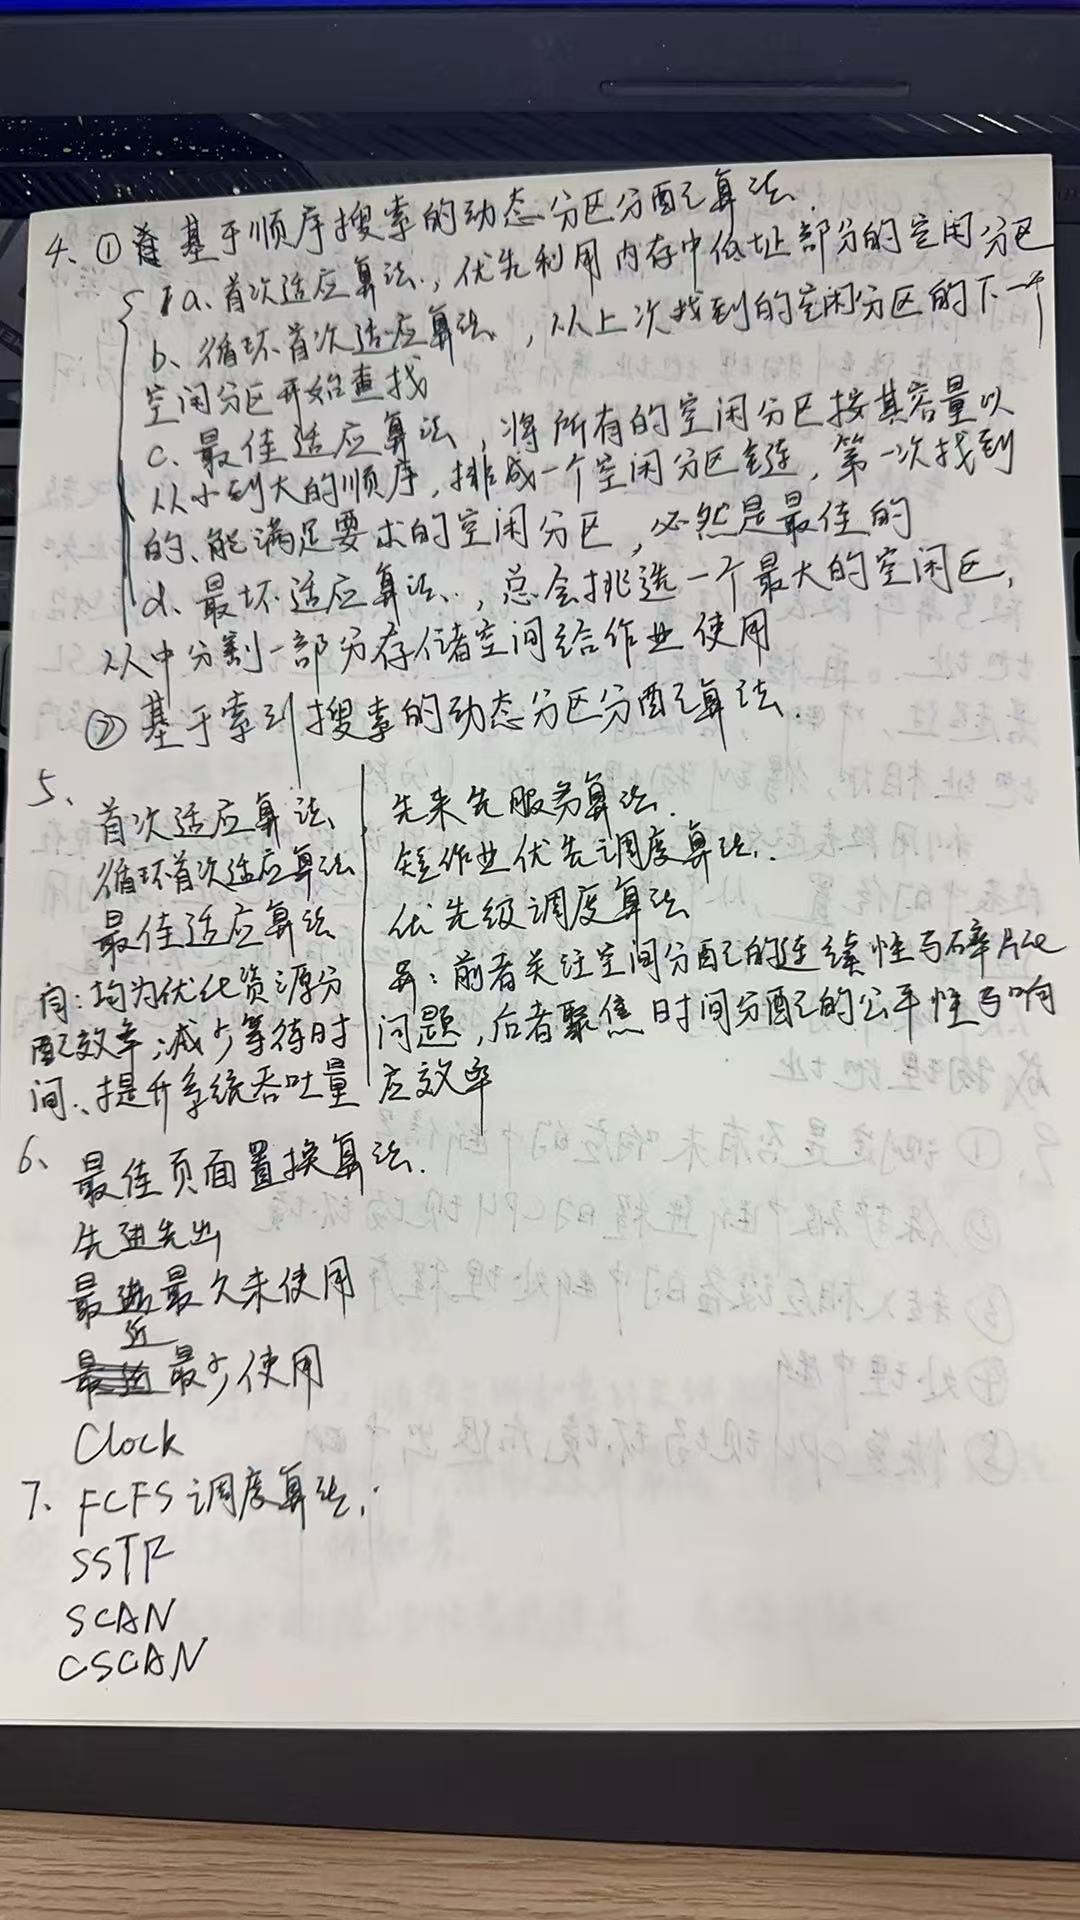 4、① 基于顺序搜索的动态分区分配算法.
a、首次适应算法、，优先利用内存中低址部分的空闲分区
b、循环首次适应算法、，从上次找到的空闲分区的下一个
空闲分区开始查找
c、最佳适应算法，将所有的空闲分区按其容量以
从小到大的顺序，排成一个空闲分区链，第一次找到
的、能满足要求的空闲分区，必然是最佳的
d、最坏适应算法、，总会挑选一个最大的空闲区，
从中分割一部分存储空间给作业使用
② 基于索引搜索的动态分区分配算法.
5、
首次适应算法
循环首次适应算法
最佳适应算法
同：均为优化资源分
配效率，减少等待时
间、提升系统吞吐量
先来先服务算法.
短作业优先调度算法.
优先级调度算法
异：前者关注空间分配的连续性与碎片化
问题，后者聚焦时间分配的公平性与响
应效率
6、
最佳页面置换算法.
先进先出
最近最久未使用
最少使用
Clock
7、FCFS调度算法.
SSTF
SCAN
CSCAN